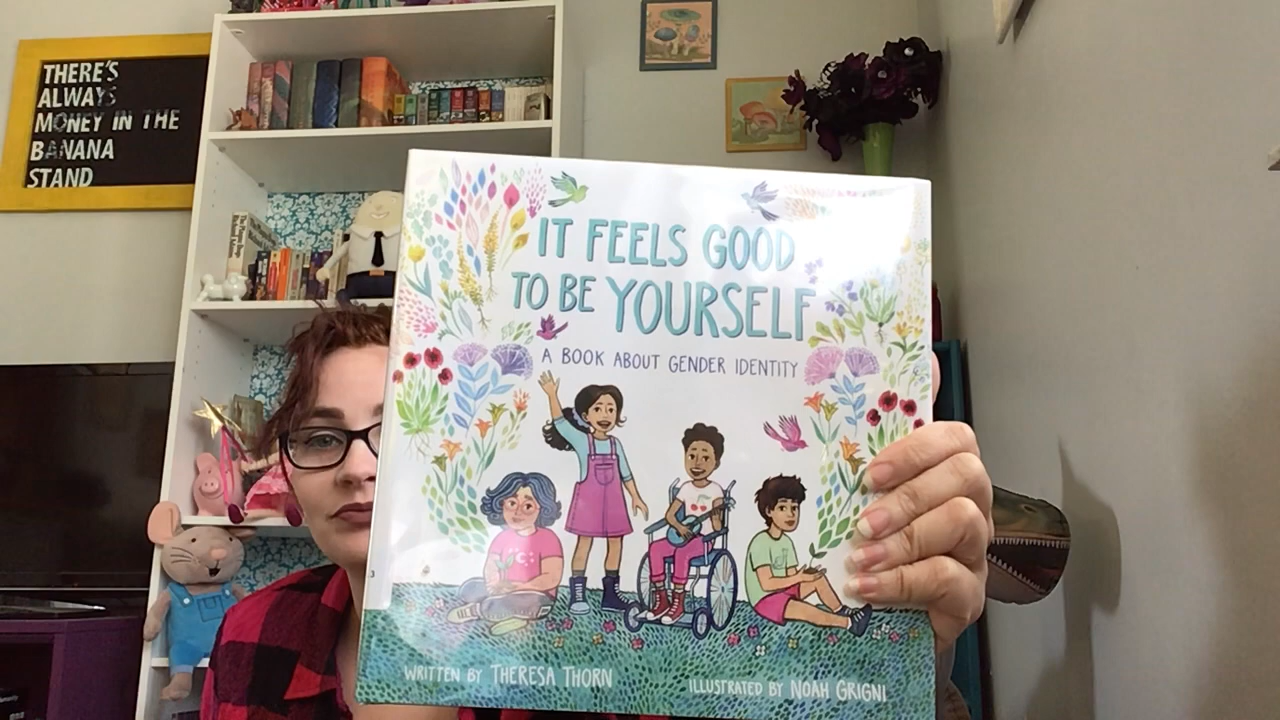 THERE'S
ALWAYS
MONEY IN THE
BANANA
STAND
IT FEELS GOOD
TO BE YOURSELF
A BOOK ABOUT GENDER IDENTITY
WRITTEN BY THERESA THORN
ILLUSTRATED BY NOAH GRIGNI